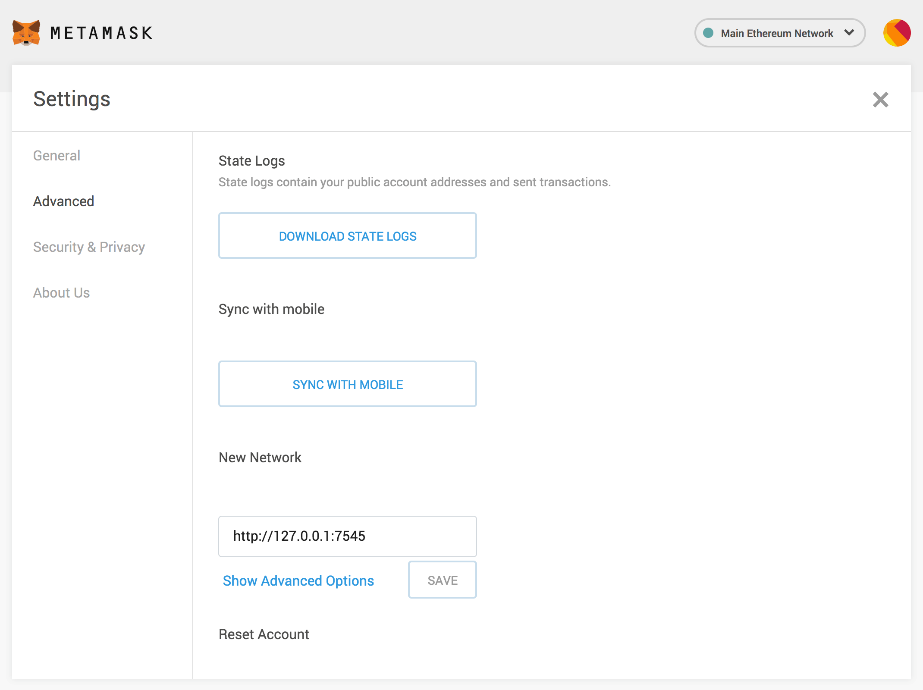 METAMASK
Main Ethereum Network
Settings
General
Advanced
Security & Privacy
About Us
State Logs
State logs contain your public account addresses and sent transactions.
DOWNLOAD STATE LOGS
Sync with mobile
SYNC WITH MOBILE
New Network
http://127.0.0.1:7545
Show Advanced Options
SAVE
Reset Account